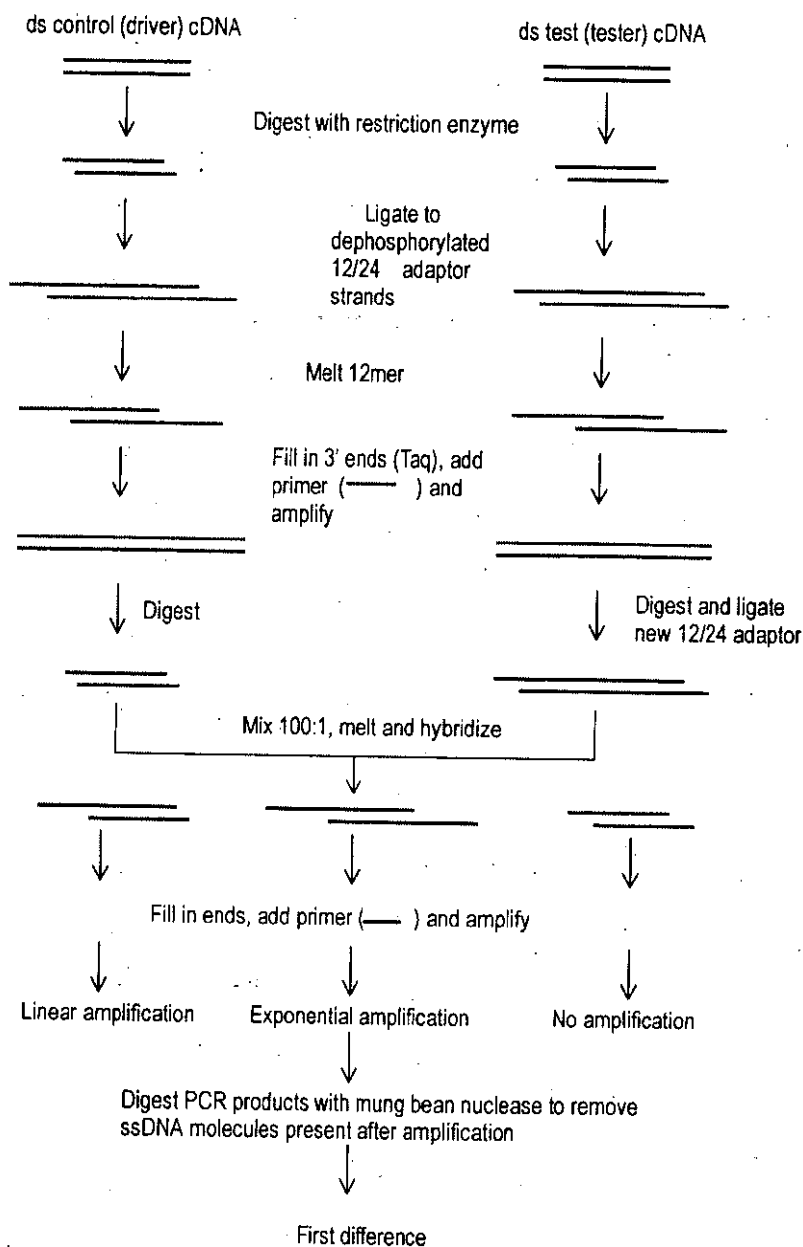 ds control (driver) cDNA
ds test (tester) cDNA
Digest with restriction enzyme
Ligate to
dephosphorylated
12/24 adaptor
strands
Melt 12mer
Fill in 3' ends (Taq), add
primer ( ) and
amplify
Digest
Digest and ligate
new 12/24 adaptor
Mix 100:1, melt and hybridize
Fill in ends, add primer ( ) and amplify
Linear amplification
Exponential amplification
No amplification
Digest PCR products with mung bean nuclease to remove
ssDNA molecules present after amplification
First difference